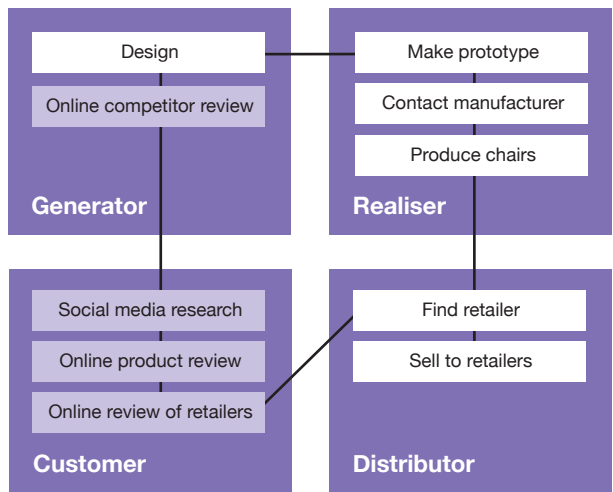 Design
Online competitor review
Generator
Make prototype
Contact manufacturer
Produce chairs
Realiser
Social media research
Online product review
Online review of retailers
Customer
Find retailer
Sell to retailers
Distributor